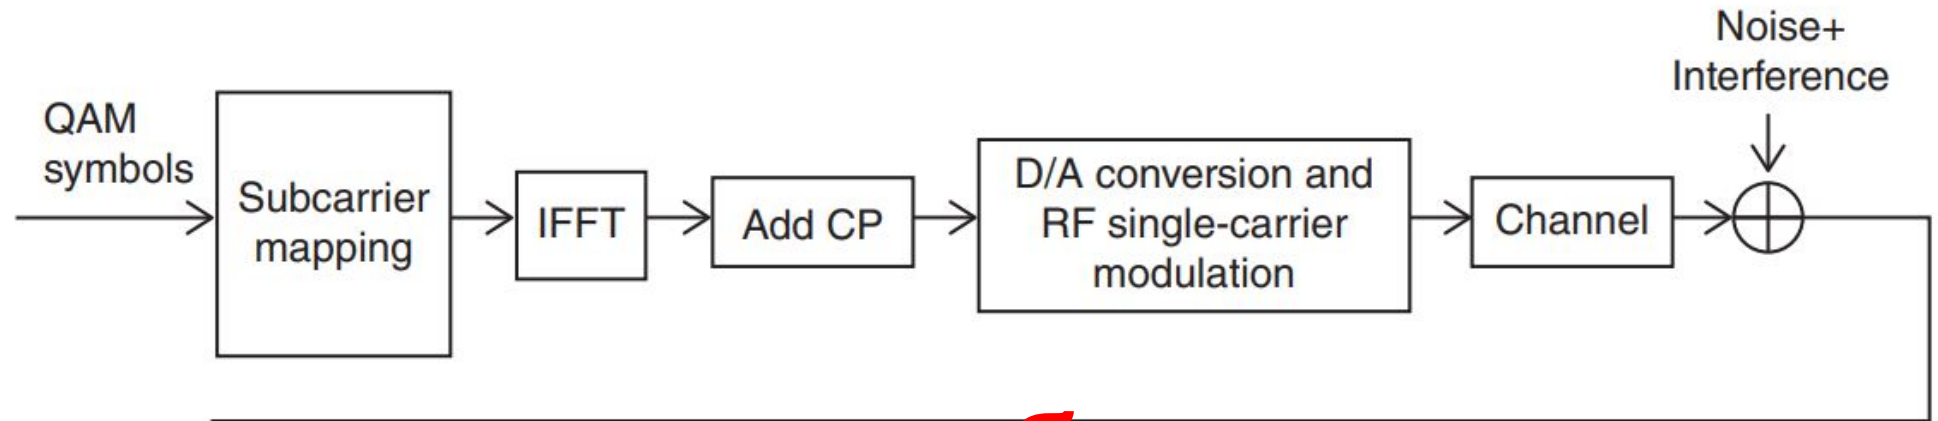 QAM
symbols
Subcarrier
mapping
IFFT
Add CP
D/A conversion and
RF single-carrier
modulation
Channel
Noise+
Interference